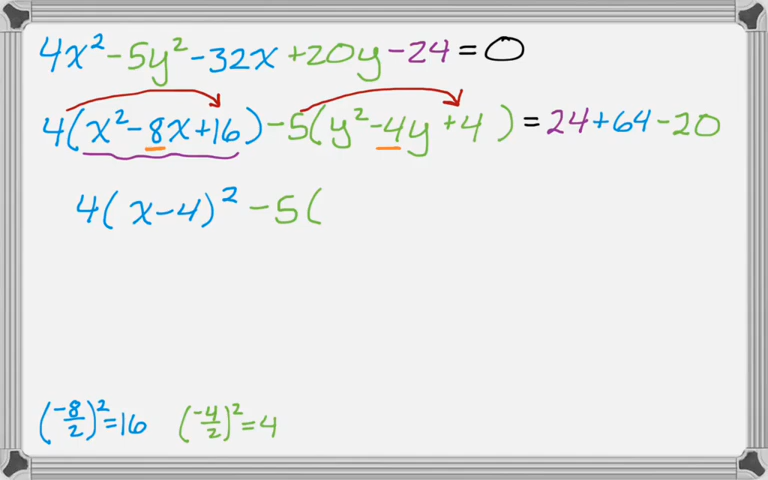 4x² - 5y² - 32x + 20y - 24 = 0
4(x² - 8x + 16) - 5(y² - 4y + 4) = 24 + 64 - 20
4(x - 4)² - 5(
(-8/2)² = 16 (-4/2)² = 4